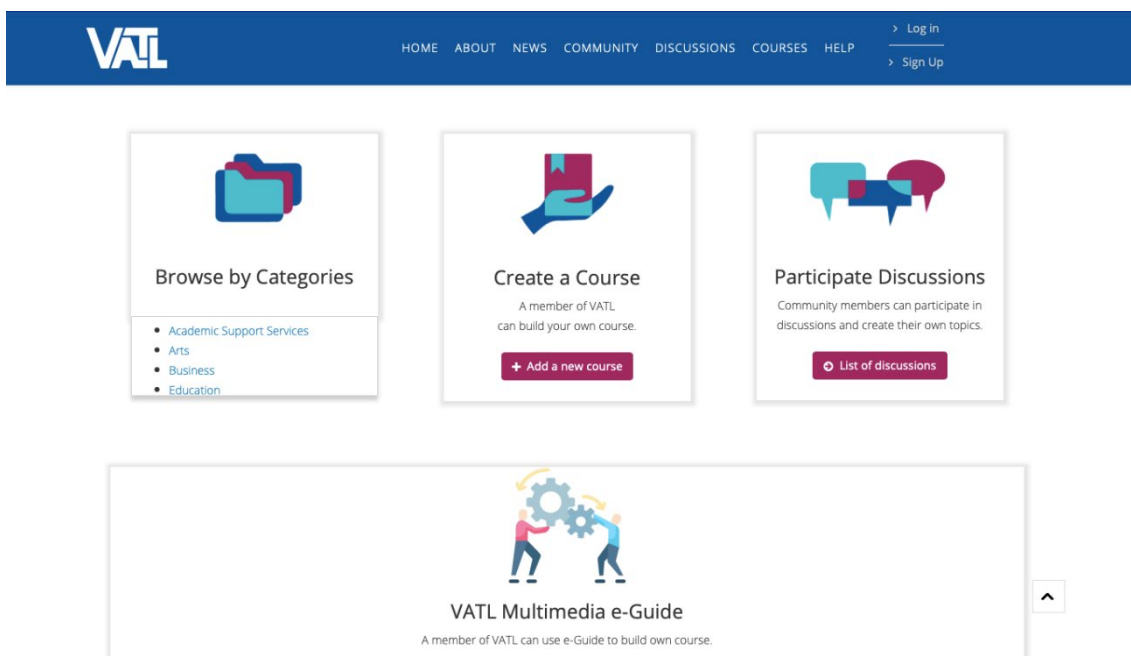 VATL
HOME ABOUT NEWS COMMUNITY DISCUSSIONS COURSES HELP
> Log in
> Sign Up
Browse by Categories
• Academic Support Services
• Arts
• Business
• Education
Create a Course
A member of VATL
can build your own course.
+ Add a new course
Participate Discussions
Community members can participate in
discussions and create their own topics.
List of discussions
VATL Multimedia e-Guide
A member of VATL can use e-Guide to build own course.